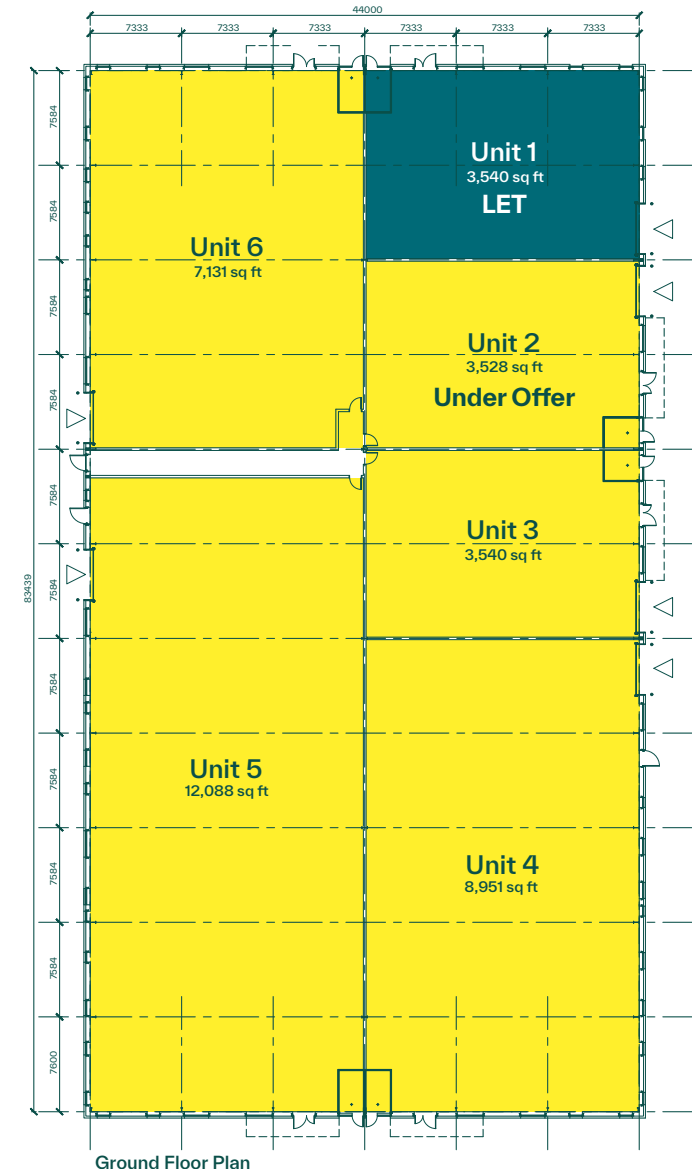 44000
7333 7333 7333 7333 7333 7333
7584
7584
7584
7584
7584
7584
7584
7584
7584
7584
7600
83439
Unit 1
3,540 sq ft
LET
Unit 6
7,131 sq ft
Unit 2
3,528 sq ft
Under Offer
Unit 3
3,540 sq ft
Unit 5
12,088 sq ft
Unit 4
8,951 sq ft
Ground Floor Plan